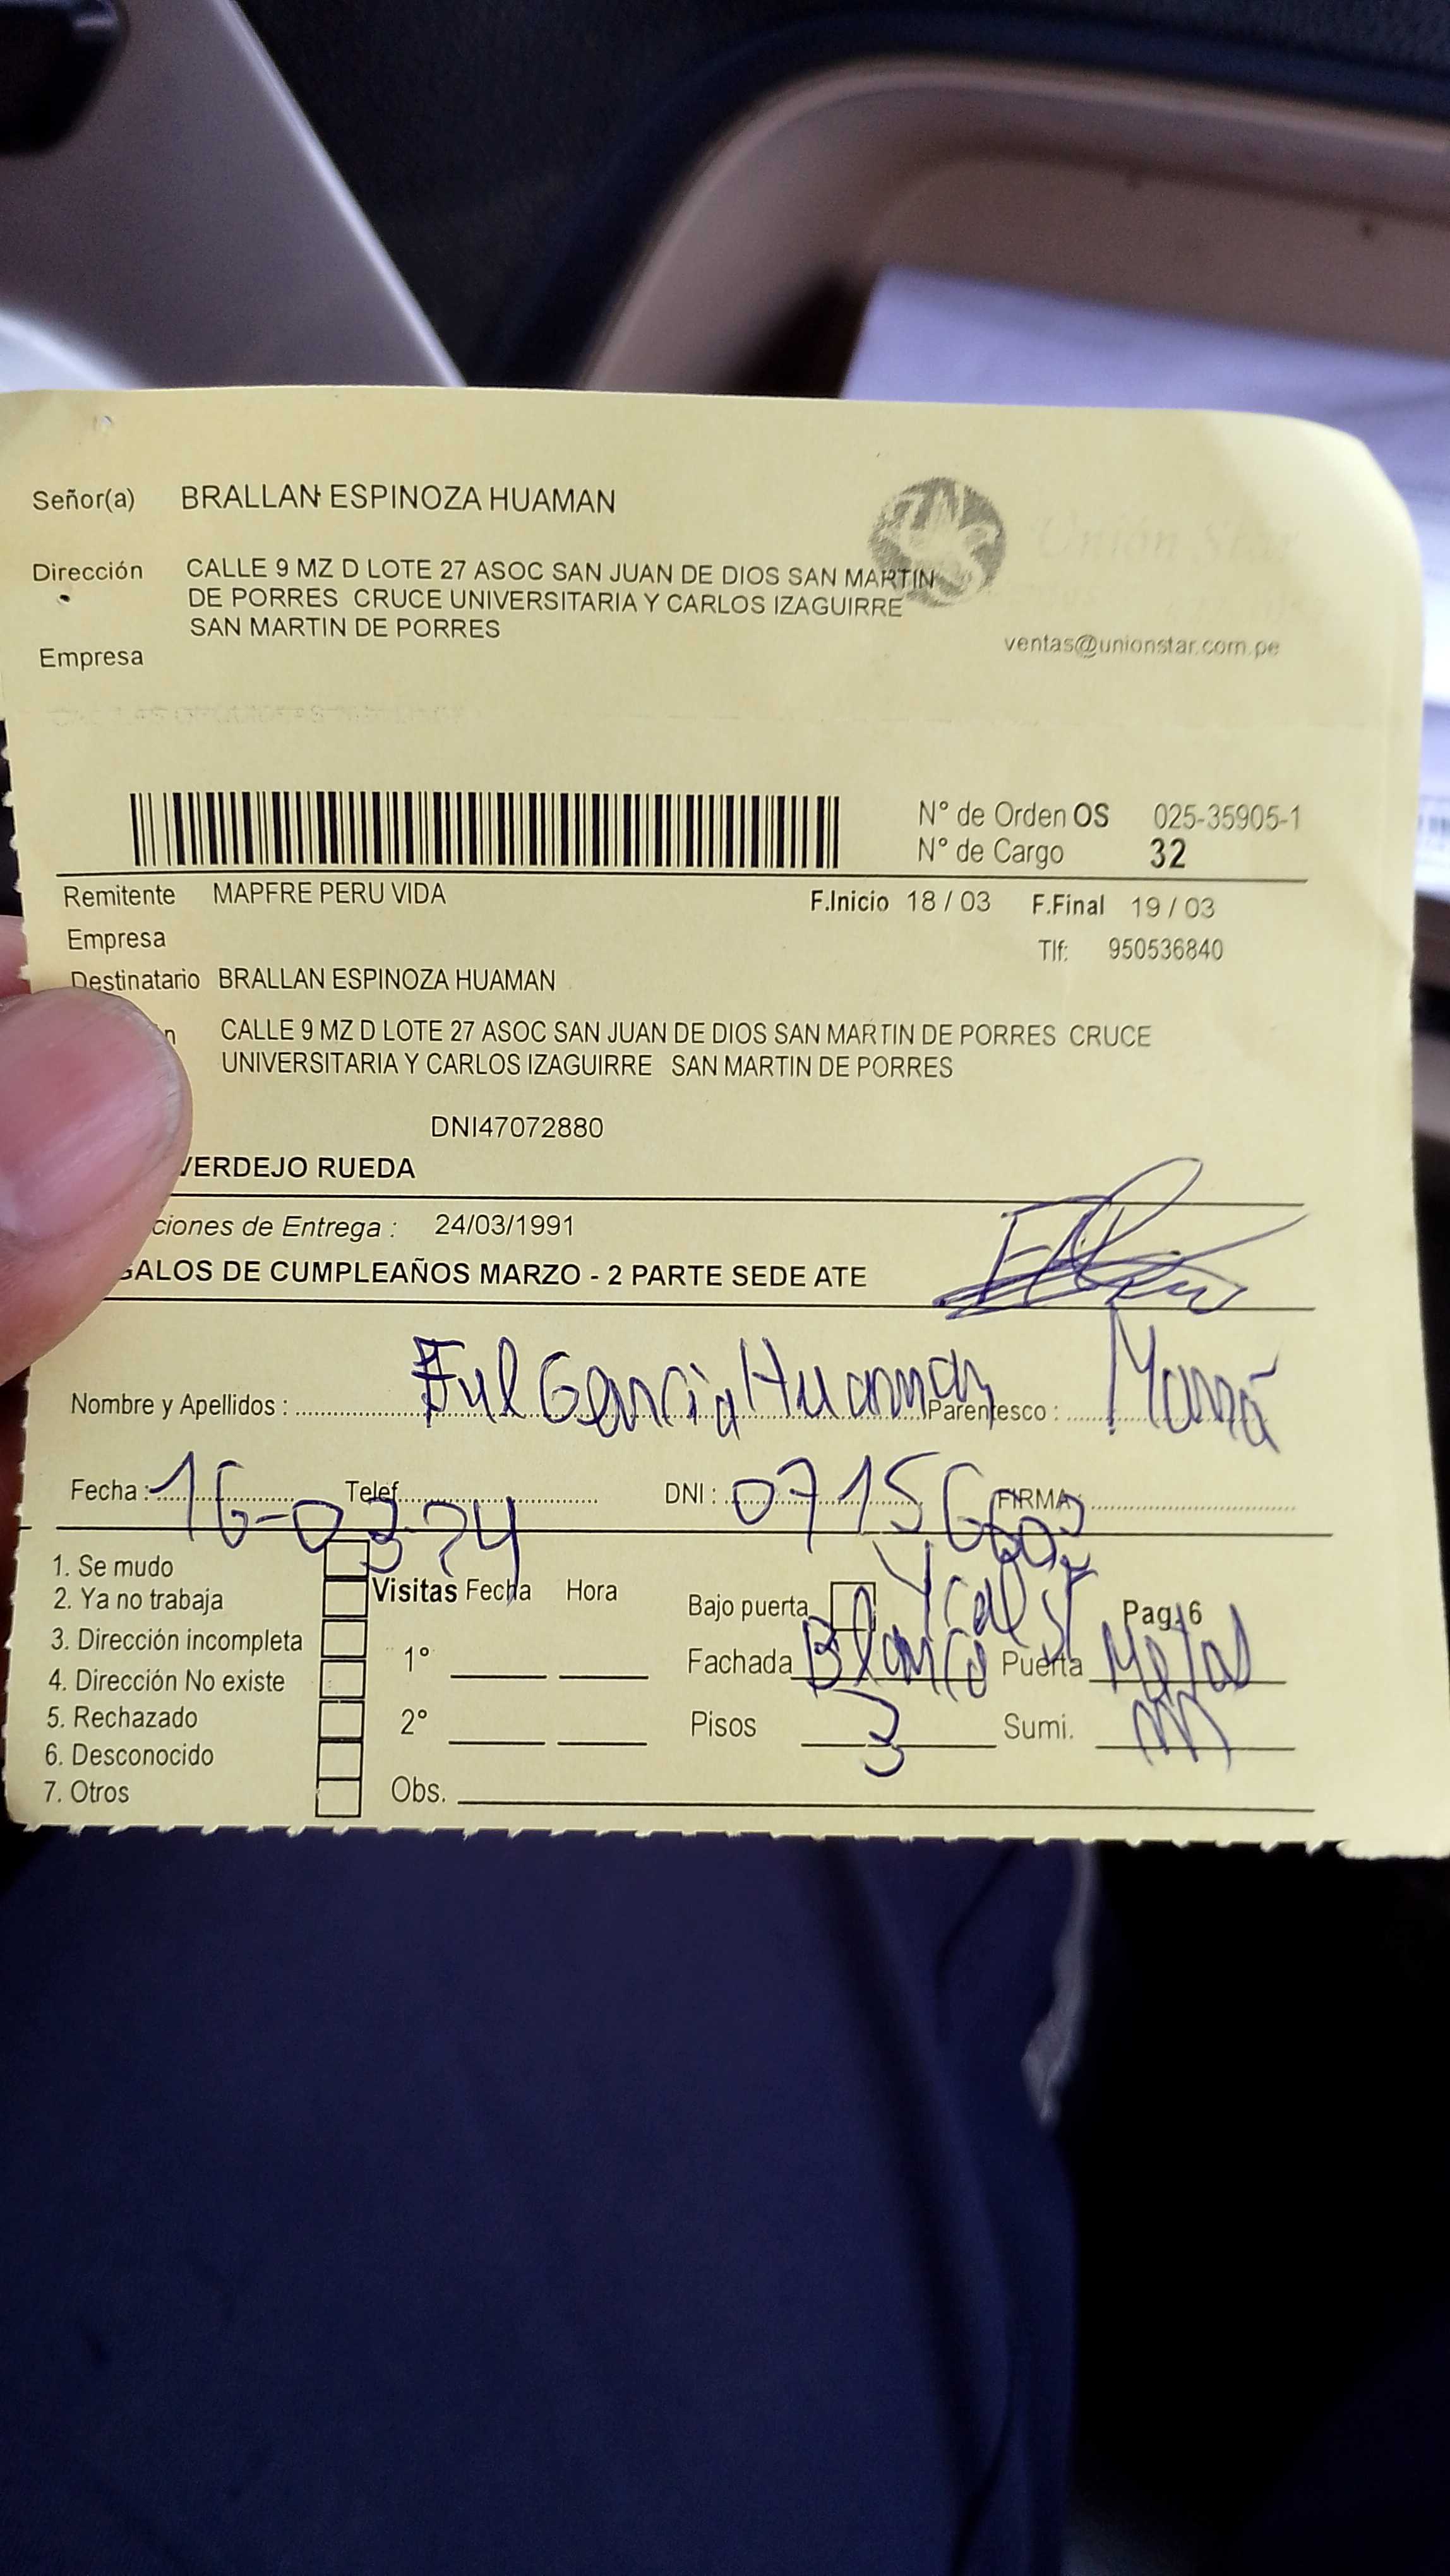 Señor(a) BRALLAN ESPINOZA HUAMAN
Dirección CALLE 9 MZ D LOTE 27 ASOC SAN JUAN DE DIOS SAN MARTIN
DE PORRES CRUCE UNIVERSITARIA Y CARLOS IZAGUIRRE
SAN MARTIN DE PORRES
Empresa
Unión Star
ventas@unionstar.com.pe
N° de Orden OS 025-35905-1
N° de Cargo 32
Remitente MAPFRE PERU VIDA F.Inicio 18 / 03 F.Final 19 / 03
Empresa Tlf: 950536840
Destinatario BRALLAN ESPINOZA HUAMAN
CALLE 9 MZ D LOTE 27 ASOC SAN JUAN DE DIOS SAN MARTIN DE PORRES CRUCE
UNIVERSITARIA Y CARLOS IZAGUIRRE SAN MARTIN DE PORRES
DNI47072880
VERDEJO RUEDA
ciones de Entrega : 24/03/1991
GALOS DE CUMPLEAÑOS MARZO - 2 PARTE SEDE ATE
Nombre y Apellidos : Garcia Huaman Parentesco : Mamá
Fecha : 16-03-24 Telef. DNI : FIRMA :
1. Se mudo
2. Ya no trabaja
3. Dirección incompleta
4. Dirección No existe
5. Rechazado
6. Desconocido
7. Otros
Visitas Fecha Hora
1°
2°
Obs.
Bajo puerta Pag. 6
Fachada Blanco Puerta Metal
Pisos 3 Sumi.